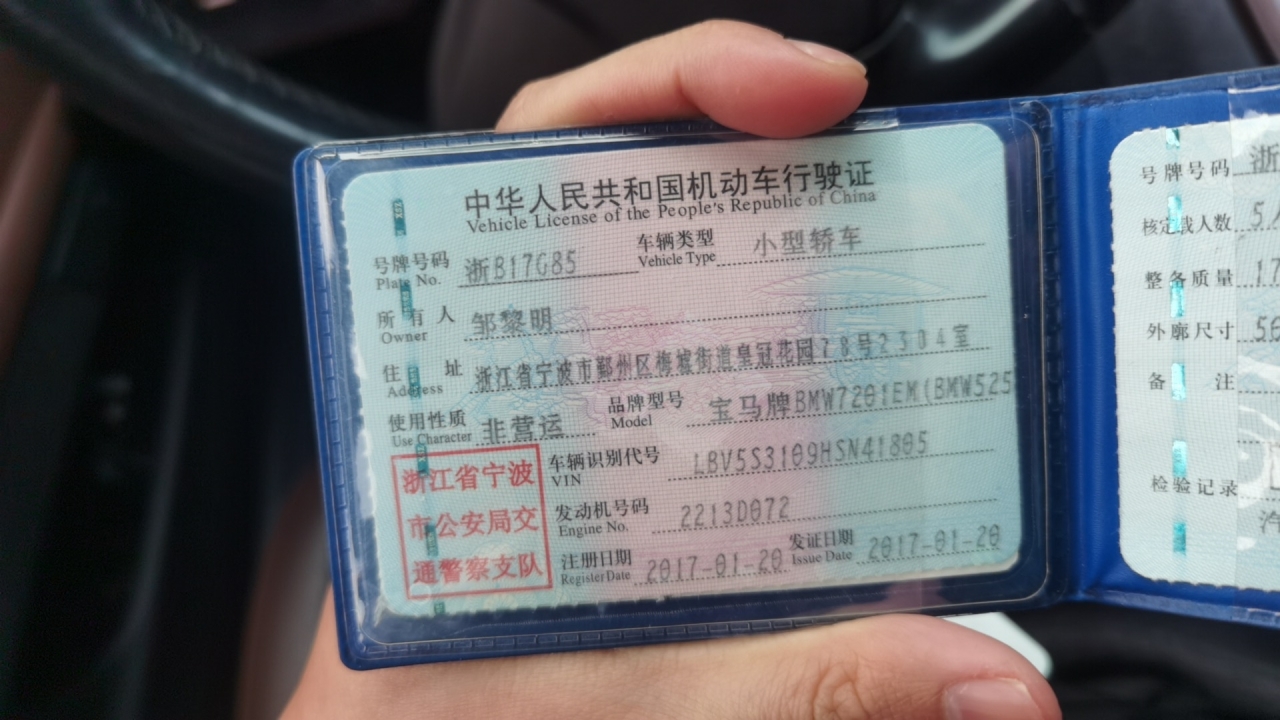 中华人民共和国机动车行驶证
Vehicle License of the People's Republic of China
号牌号码 浙B17G85 车辆类型 小型轿车
Plate No. Vehicle Type
所有人 邹黎明
Owner
住址 浙江省宁波市鄞州区梅墟街道皇冠花园78号2304室
Address
使用性质 非营运 品牌型号 宝马牌BMW7201EM(BMW525
Use Character Model
浙江省宁波
市公安局交
通警察支队
车辆识别代号 LBV5S3109HSN41805
VIN
发动机号码 2213D072
Engine No.
注册日期 2017-01-20 发证日期 2017-01-20
Register Date Issue Date
号牌号码 浙
核定载人数 5
整备质量 17
外廓尺寸 56
备注
检验记录